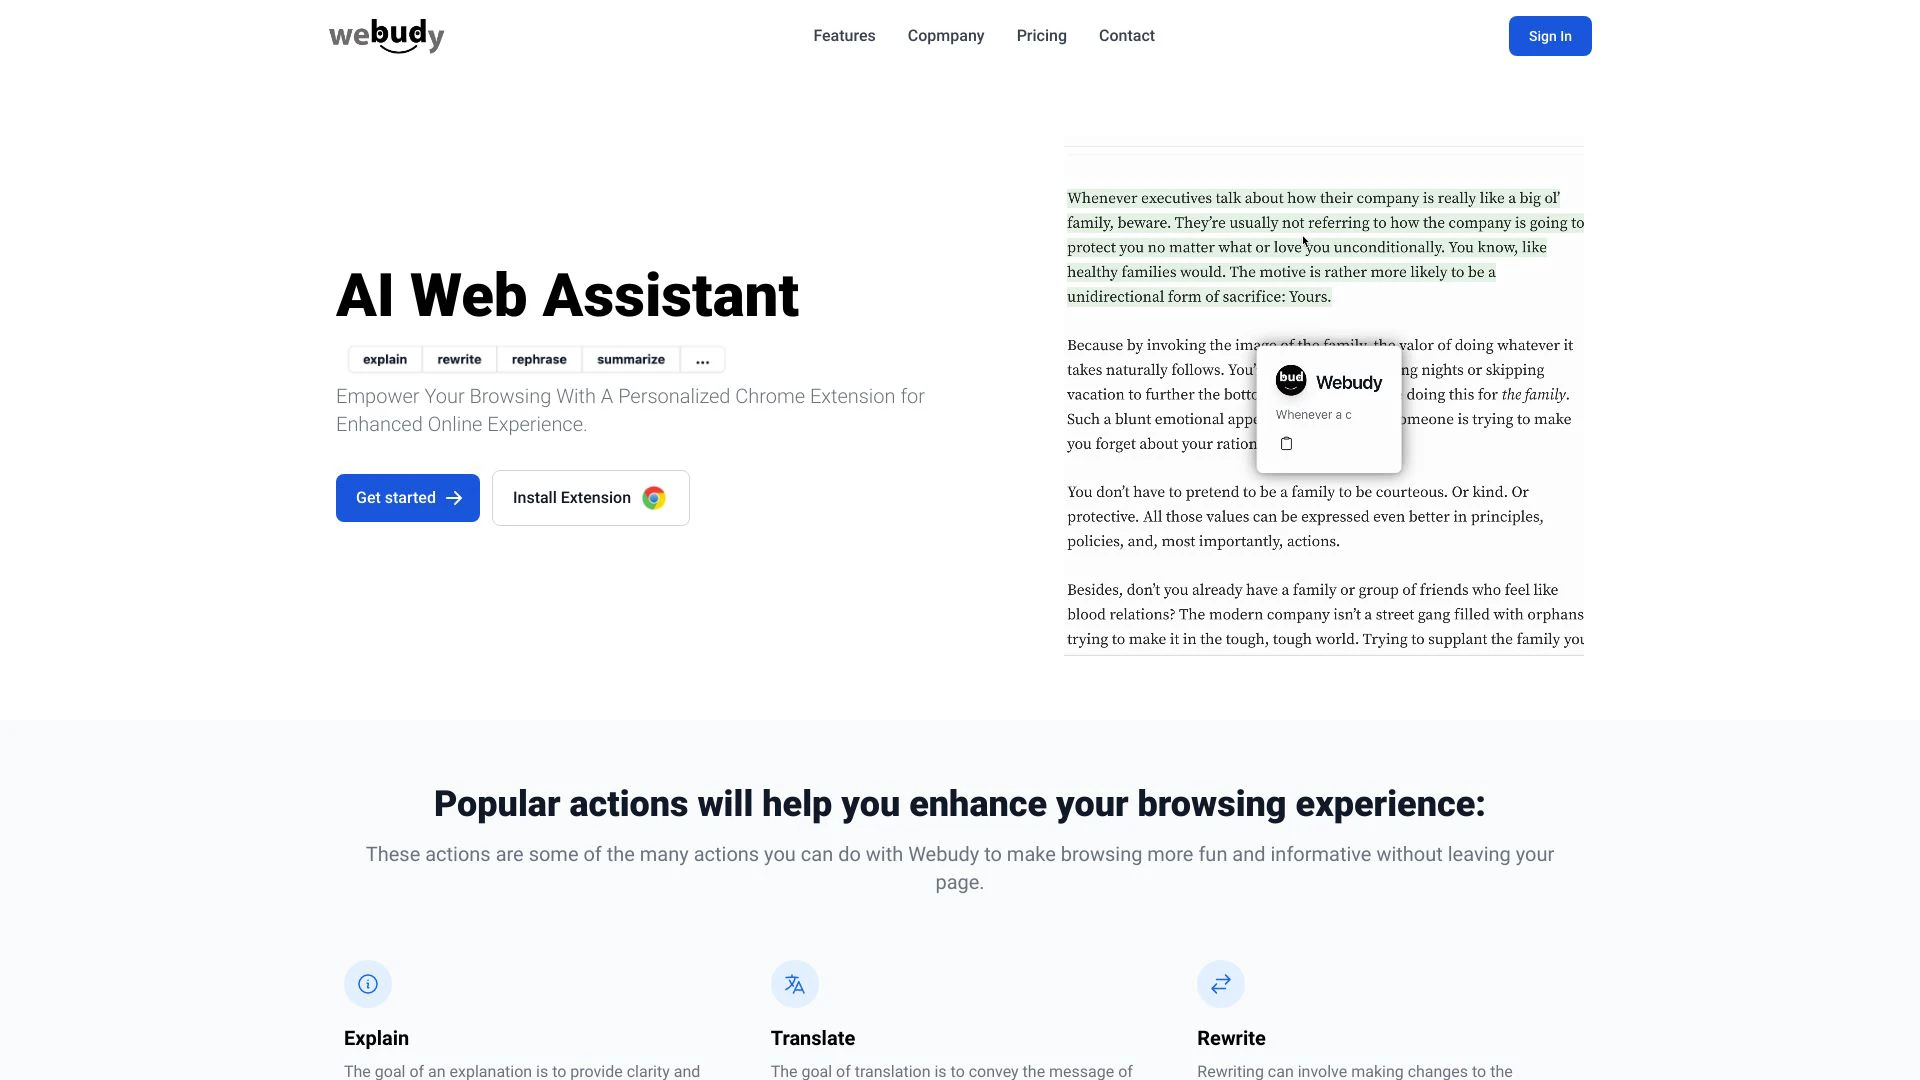 webudy
Features
Copmpany
Pricing
Contact
Sign In
AI Web Assistant
explain
rewrite
rephrase
summarize
...
Empower Your Browsing With A Personalized Chrome Extension for
Enhanced Online Experience.
Get started
Install Extension
Whenever executives talk about how their company is really like a big ol’
family, beware. They’re usually not referring to how the company is going to
protect you no matter what or love you unconditionally. You know, like
healthy families would. The motive is rather more likely to be a
unidirectional form of sacrifice: Yours.
Because by invoking the image of the family, the valor of doing whatever it
takes naturally follows. ng nights or skipping
vacation to further the doing this for the family.
Such a blunt emotional omeone is trying to make
you forget about your
bud
Webudy
Whenever a c
You don’t have to pretend to be a family to be courteous. Or kind. Or
protective. All those values can be expressed even better in principles,
policies, and, most importantly, actions.
Besides, don’t you already have a family or group of friends who feel like
blood relations? The modern company isn’t a street gang filled with orphans
trying to make it in the tough, tough world. Trying to supplant the family you
Popular actions will help you enhance your browsing experience:
These actions are some of the many actions you can do with Webudy to make browsing more fun and informative without leaving your
page.
Explain
The goal of an explanation is to provide clarity and
Translate
The goal of translation is to convey the message of
Rewrite
Rewriting can involve making changes to the